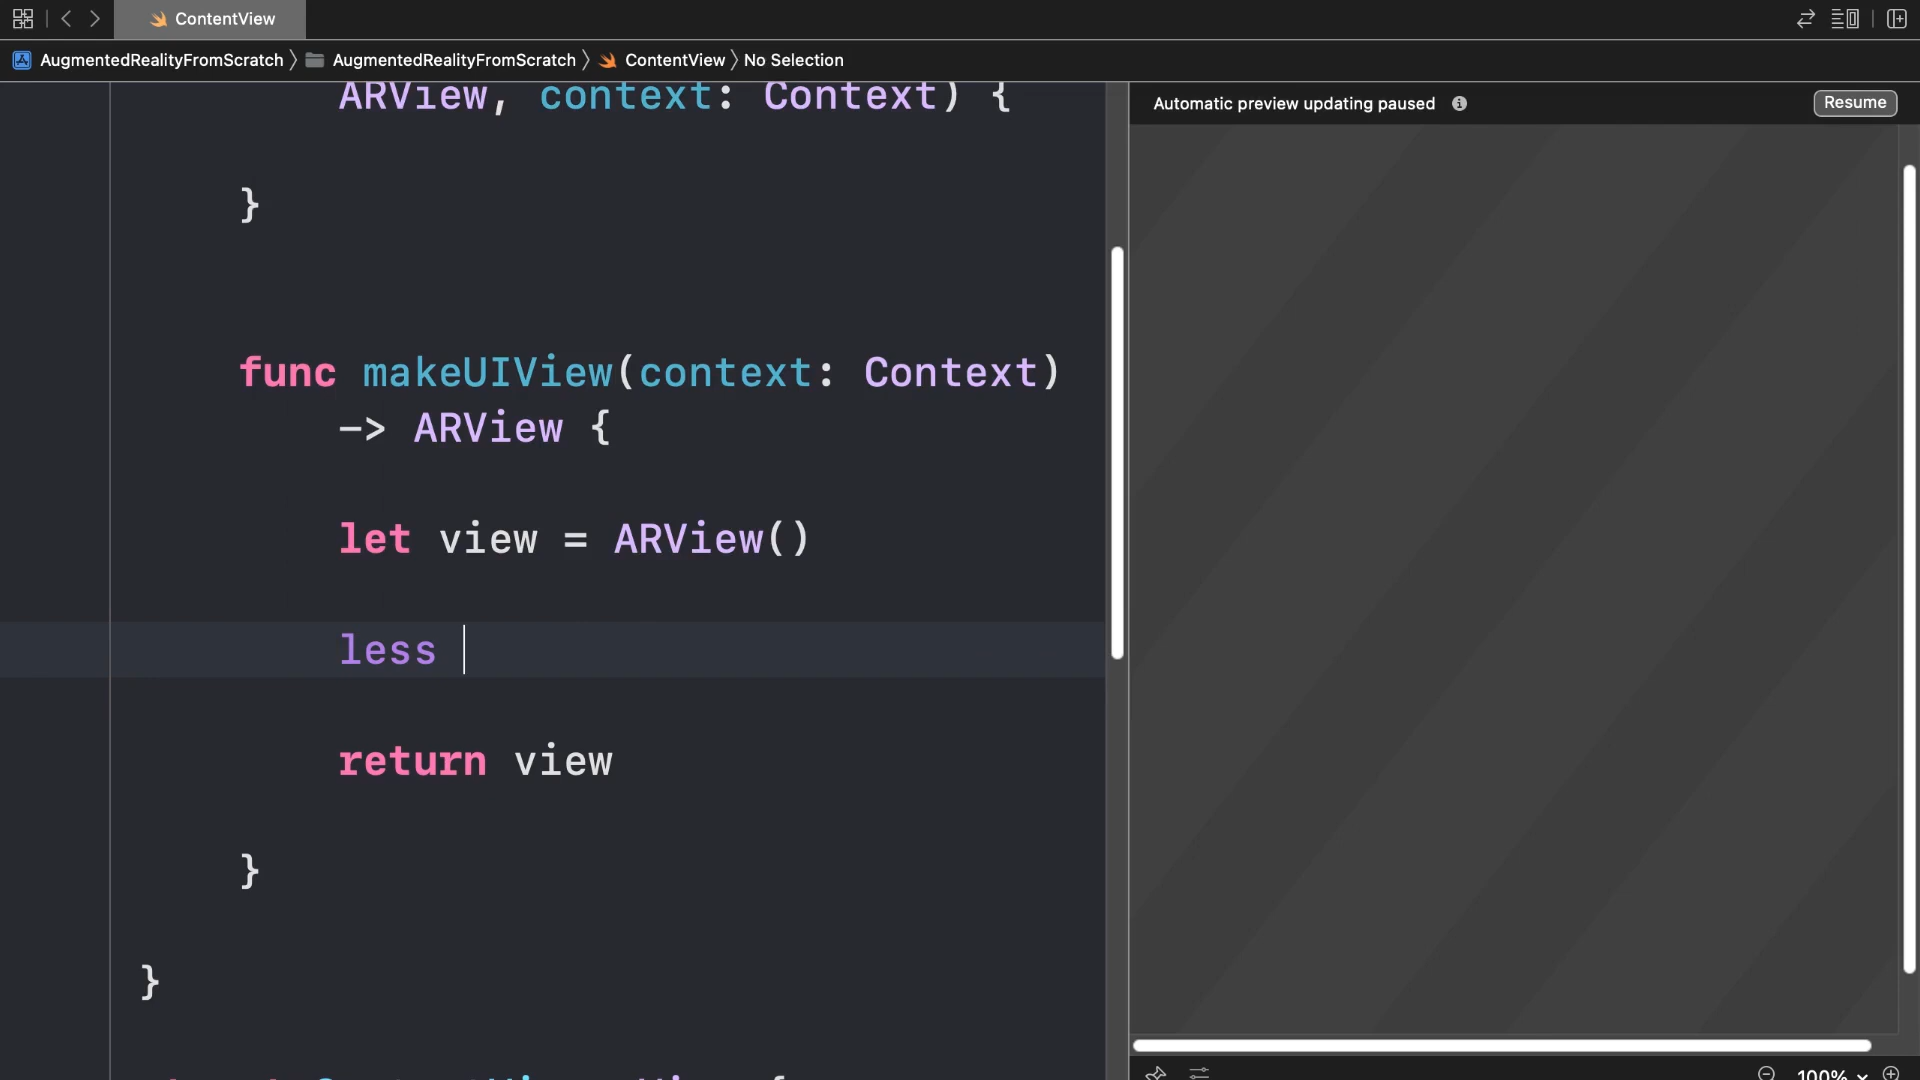 ContentView
AugmentedRealityFromScratch 〉 AugmentedRealityFromScratch 〉 ContentView 〉 No Selection
ARView, context: Context) {
}
func makeUIView(context: Context)
-> ARView {
let view = ARView()
less
return view
}
}
Automatic preview updating paused
Resume
100%